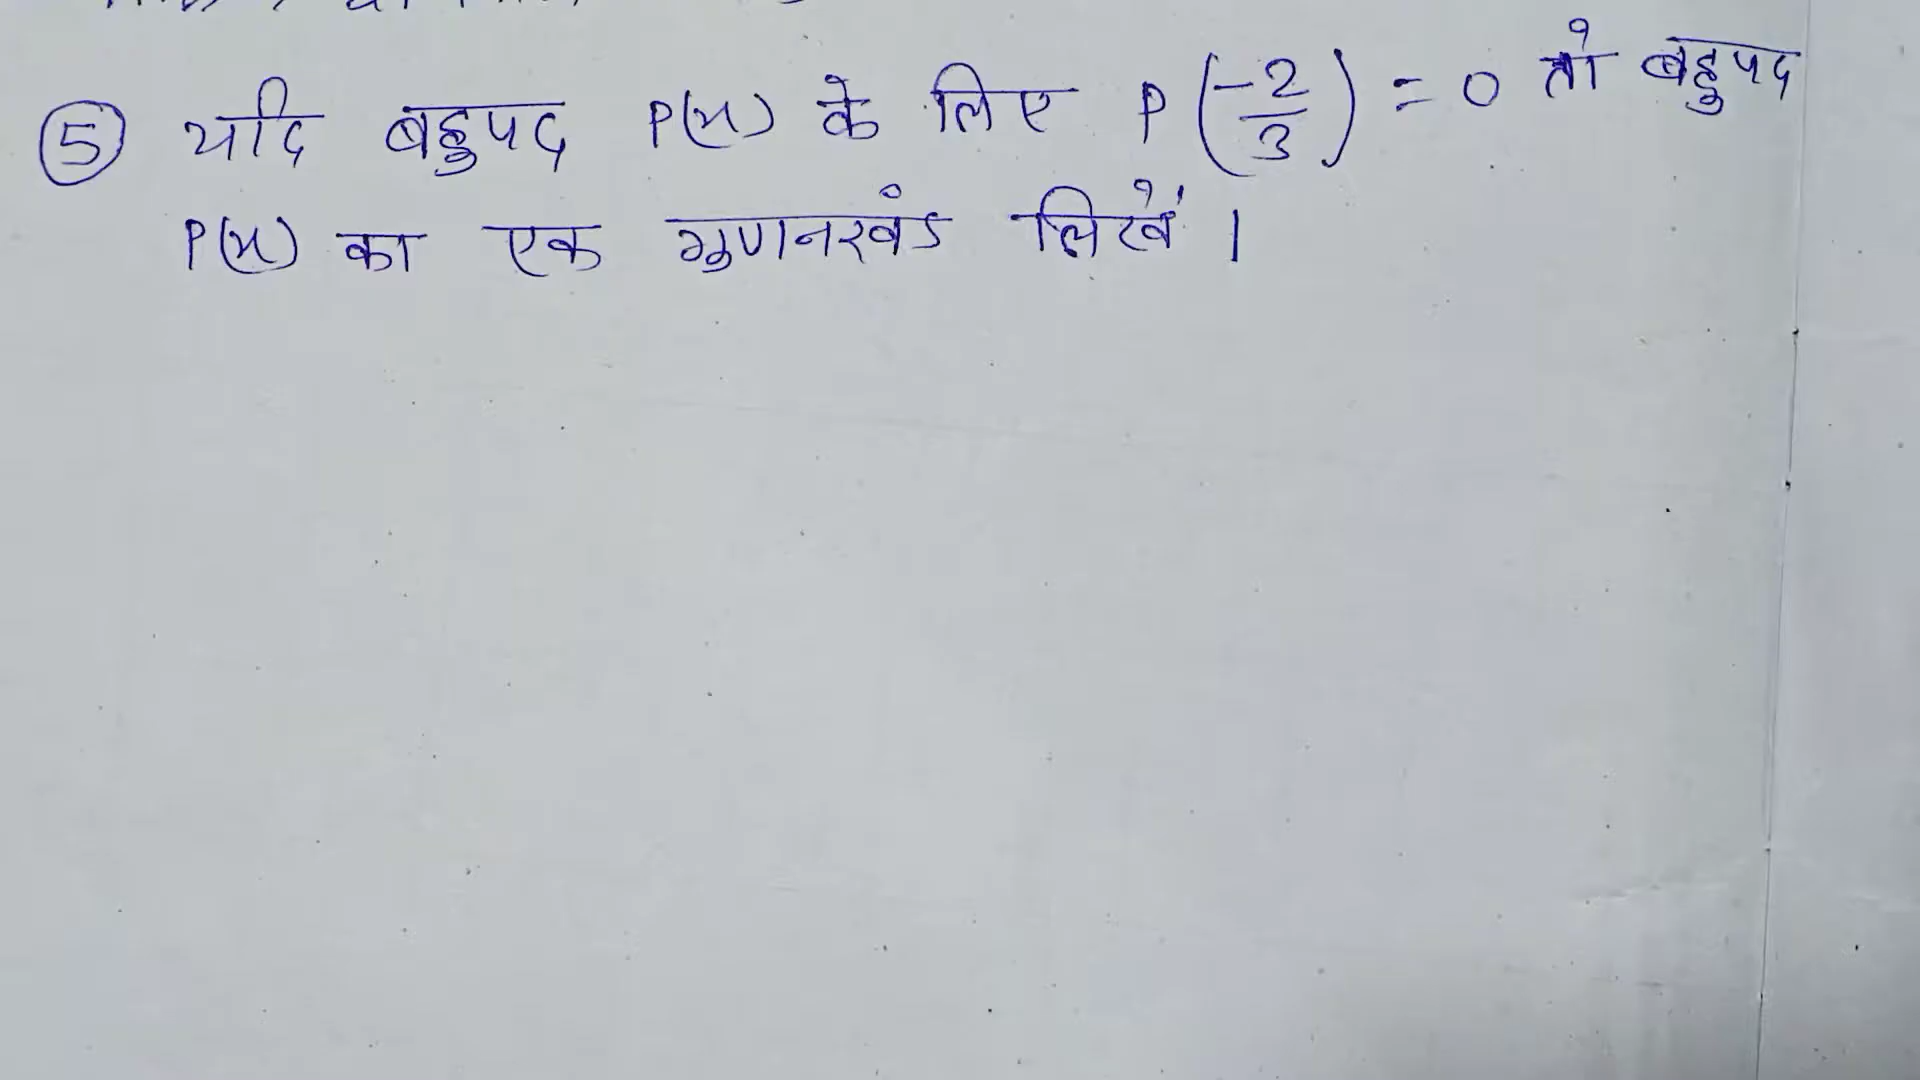 ⑤ यदि बहुपद P(x) के लिए P(-2/3) = 0 तो बहुपद
P(x) का एक गुणनखंड लिखें ।